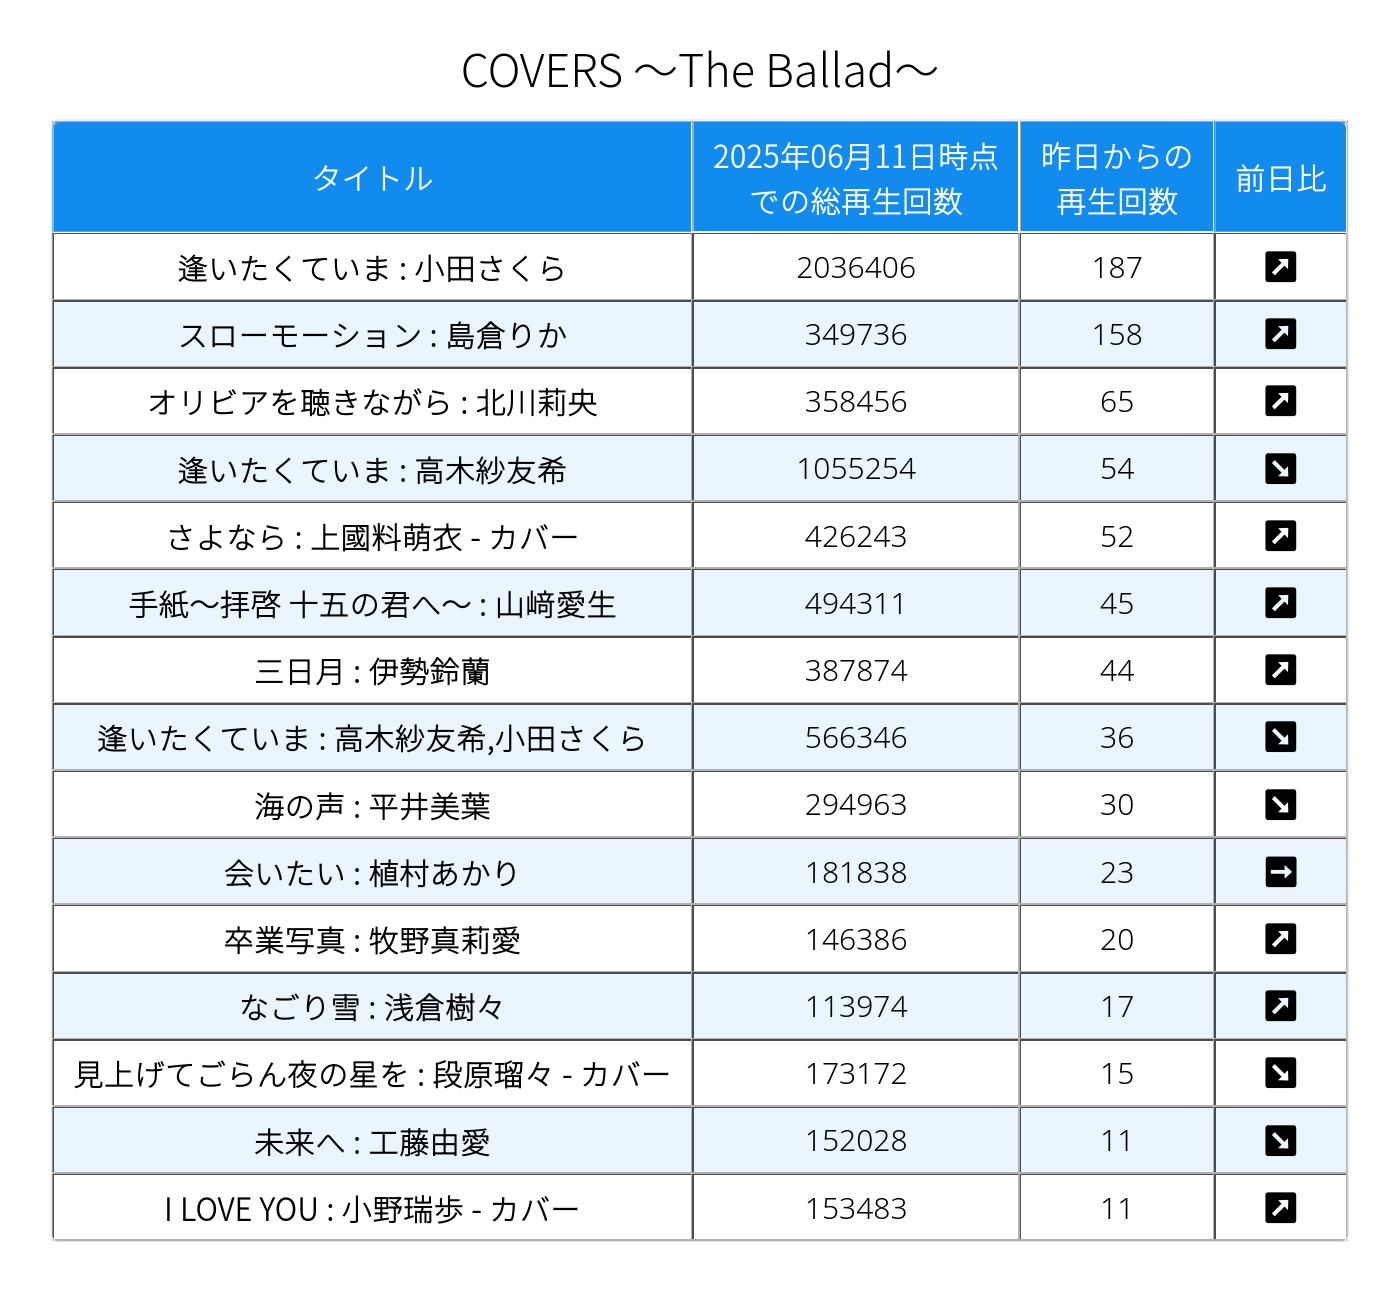 COVERS ～The Ballad～
タイトル 2025年06月11日時点での総再生回数 昨日からの再生回数 前日比
逢いたくていま : 小田さくら 2036406 187 ↗
スローモーション : 島倉りか 349736 158 ↗
オリビアを聴きながら : 北川莉央 358456 65 ↗
逢いたくていま : 高木紗友希 1055254 54 ↘
さよなら : 上國料萌衣 - カバー 426243 52 ↗
手紙～拝啓 十五の君へ～ : 山﨑愛生 494311 45 ↗
三日月 : 伊勢鈴蘭 387874 44 ↗
逢いたくていま : 高木紗友希,小田さくら 566346 36 ↘
海の声 : 平井美葉 294963 30 ↘
会いたい : 植村あかり 181838 23 →
卒業写真 : 牧野真莉愛 146386 20 ↗
なごり雪 : 浅倉樹々 113974 17 ↗
見上げてごらん夜の星を : 段原瑠々 - カバー 173172 15 ↘
未来へ : 工藤由愛 152028 11 ↘
I LOVE YOU : 小野瑞歩 - カバー 153483 11 ↗